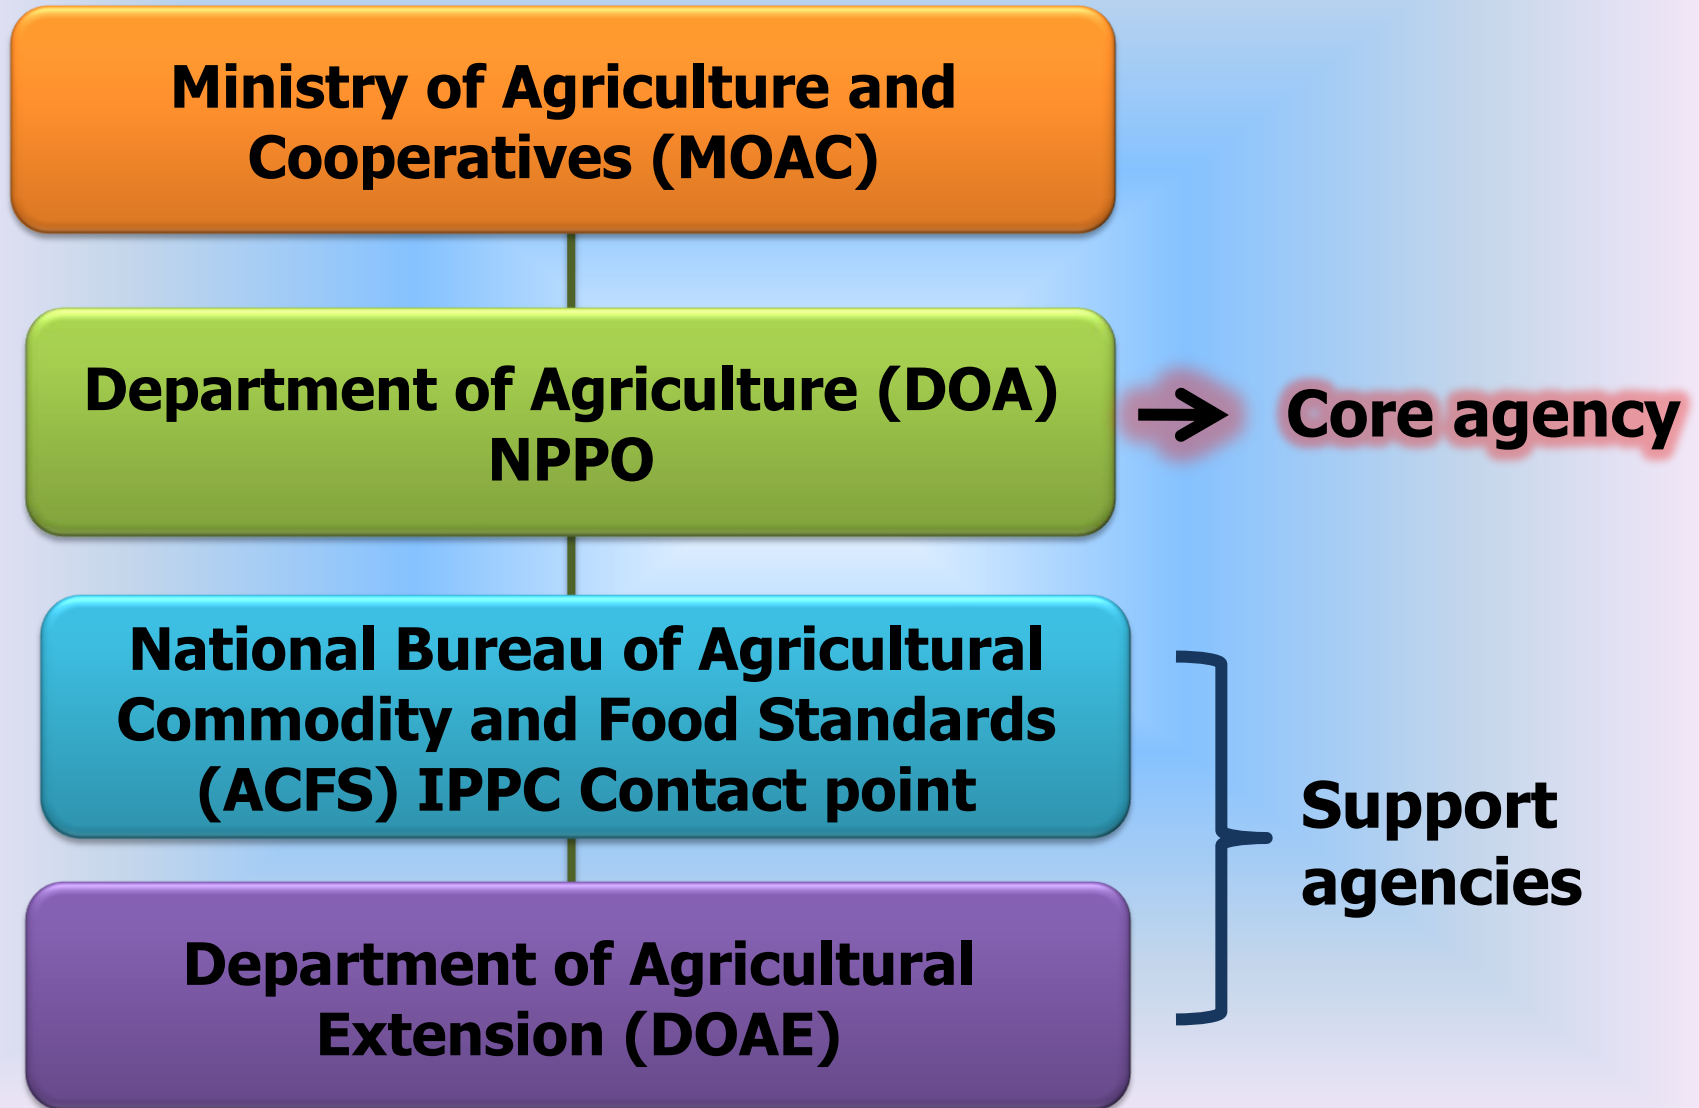 Ministry of Agriculture and
Cooperatives (MOAC)
Department of Agriculture (DOA)
NPPO
Core agency
National Bureau of Agricultural
Commodity and Food Standards
(ACFS) IPPC Contact point
Support
agencies
Department of Agricultural
Extension (DOAE)